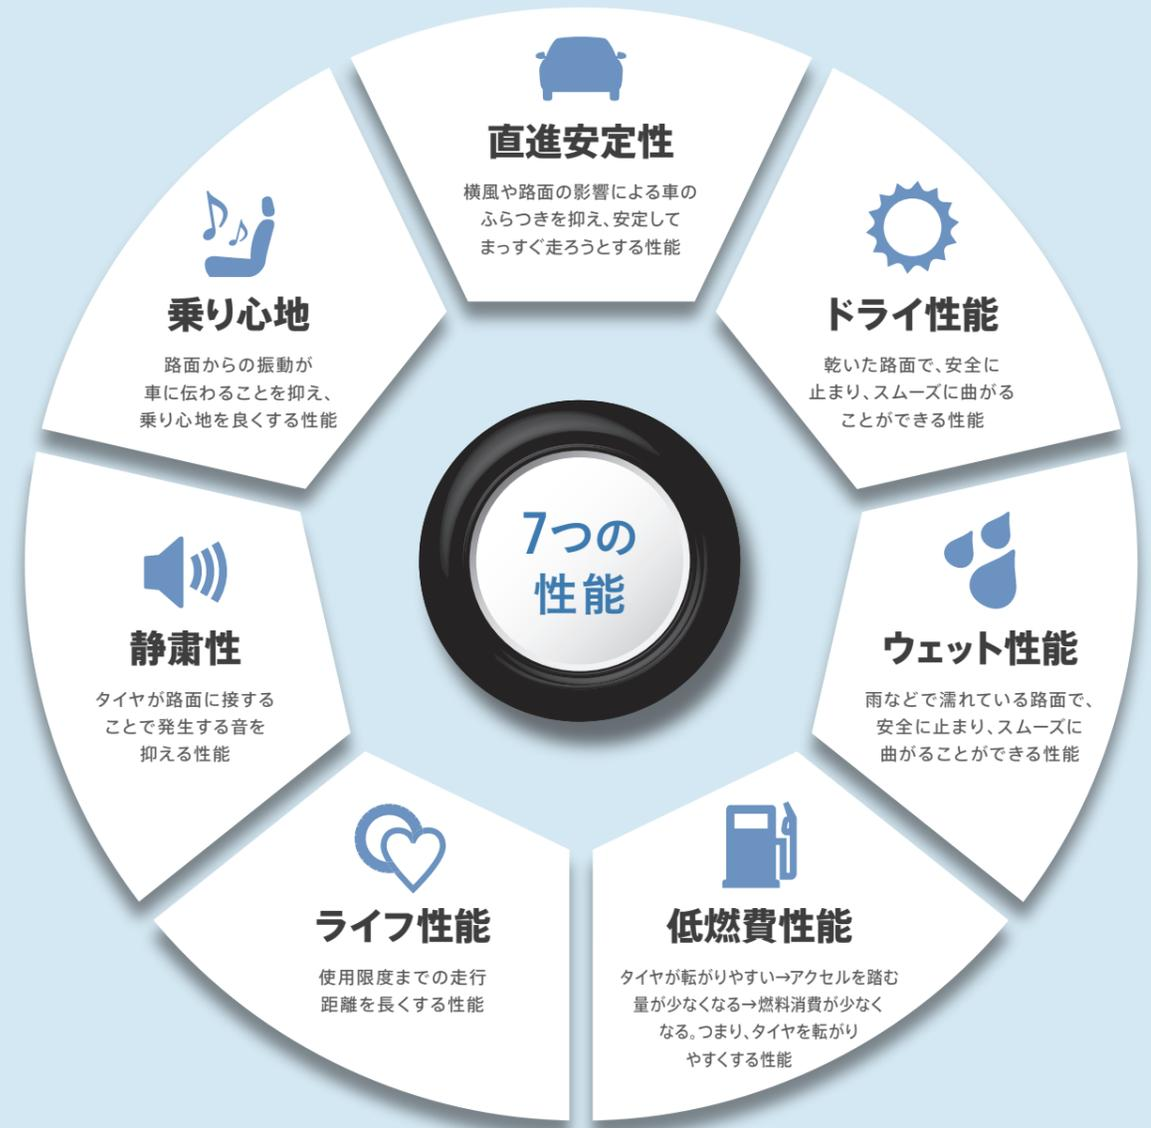 直進安定性
横風や路面の影響による車の
ふらつきを抑え、安定して
まっすぐ走ろうとする性能
ドライ性能
乾いた路面で、安全に
止まり、スムーズに曲がる
ことができる性能
ウェット性能
雨などで濡れている路面で、
安全に止まり、スムーズに
曲がることができる性能
低燃費性能
タイヤが転がりやすい→アクセルを踏む
量が少なくなる→燃料消費が少なく
なる。つまり、タイヤを転がり
やすくする性能
ライフ性能
使用限度までの走行
距離を長くする性能
静粛性
タイヤが路面に接する
ことで発生する音を
抑える性能
乗り心地
路面からの振動が
車に伝わることを抑え、
乗り心地を良くする性能
7つの
性能